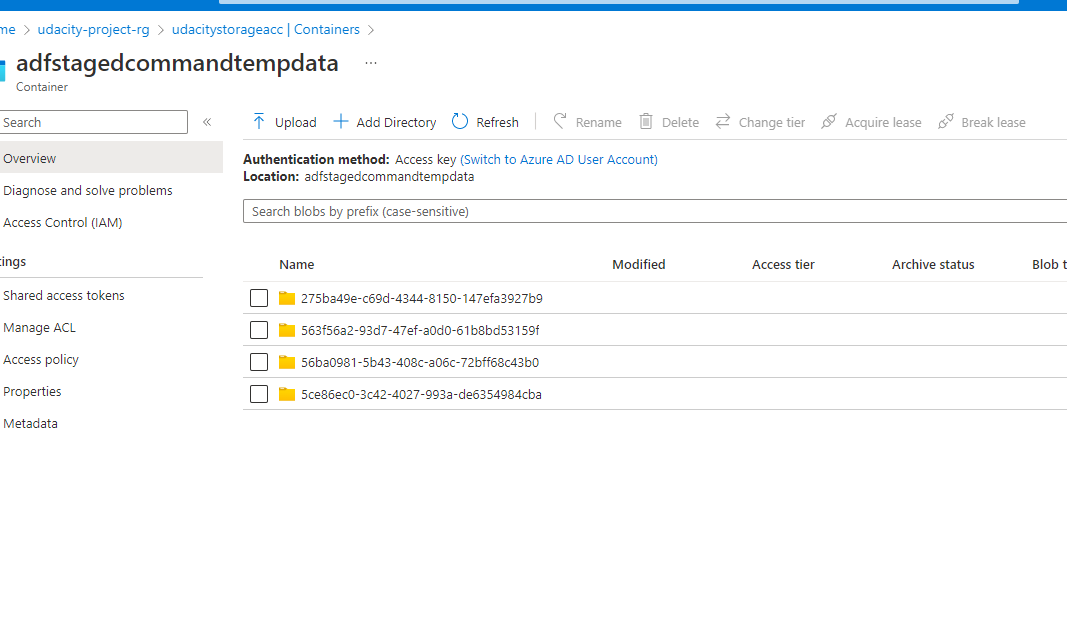 me > udacity-project-rg > udacitystorageacc | Containers >
adfstagedcommandtempdata ...
Container
Search «
Upload Add Directory Refresh Rename Delete Change tier Acquire lease Break lease
Overview
Diagnose and solve problems
Access Control (IAM)
tings
Shared access tokens
Manage ACL
Access policy
Properties
Metadata
Authentication method: Access key (Switch to Azure AD User Account)
Location: adfstagedcommandtempdata
Search blobs by prefix (case-sensitive)
Name Modified Access tier Archive status Blob t
275ba49e-c69d-4344-8150-147efa3927b9
563f56a2-93d7-47ef-a0d0-61b8bd53159f
56ba0981-5b43-408c-a06c-72bff68c43b0
5ce86ec0-3c42-4027-993a-de6354984cba